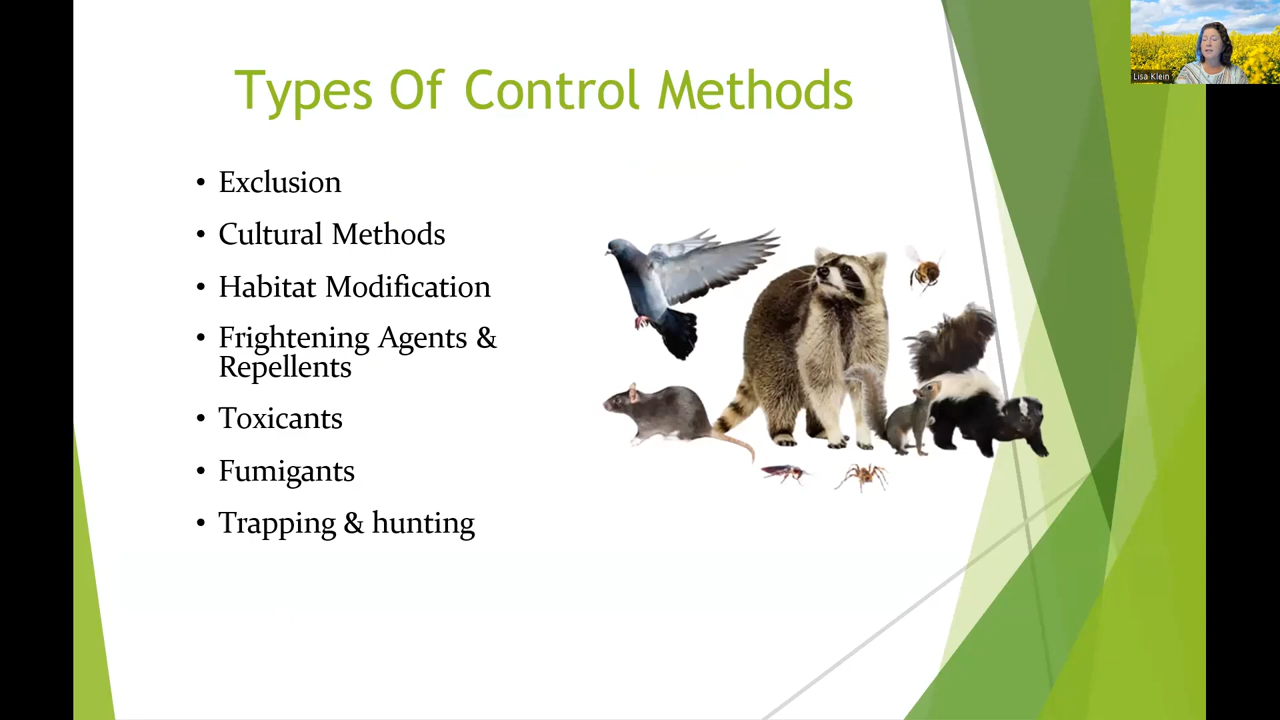 Types Of Control Methods
Lisa Klein
• Exclusion
• Cultural Methods
• Habitat Modification
• Frightening Agents &
Repellents
• Toxicants
• Fumigants
• Trapping & hunting